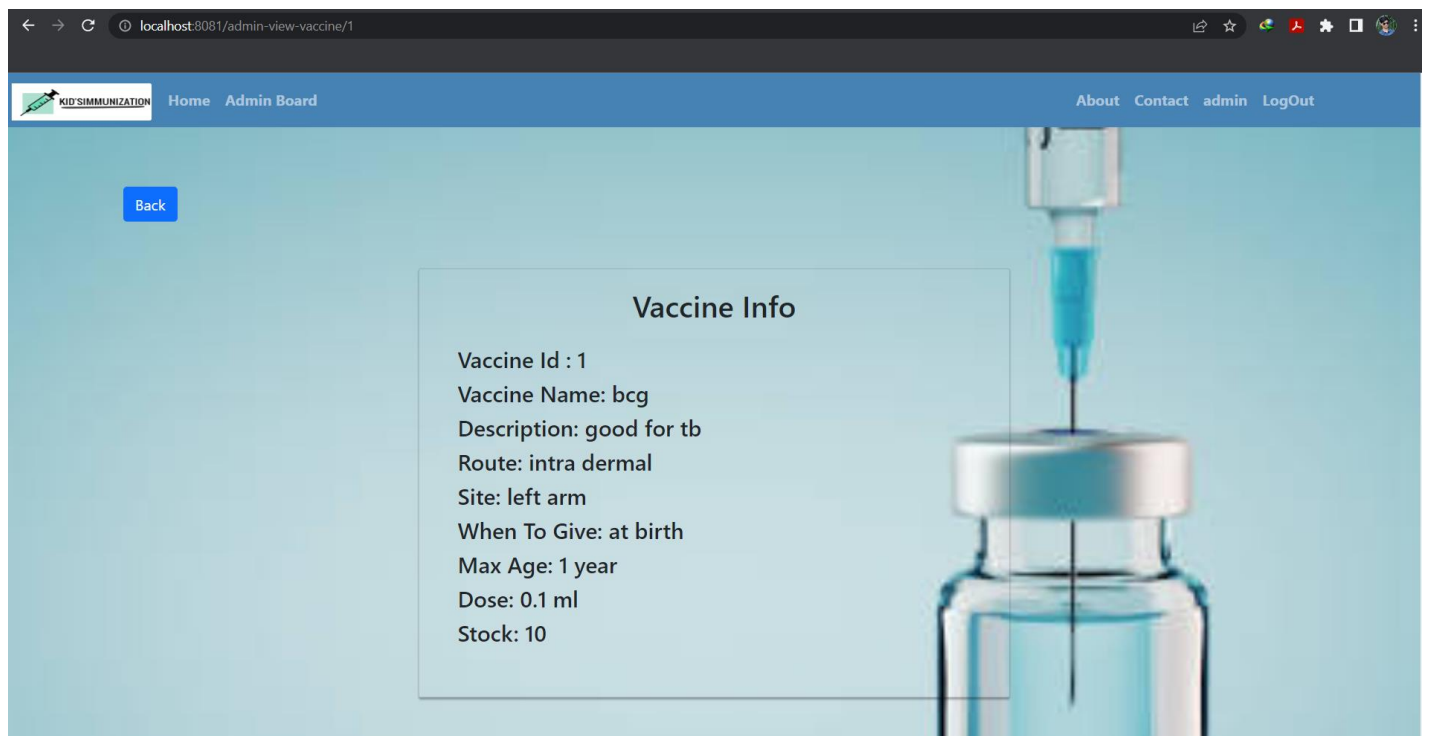 localhost:8081/admin-view-vaccine/1
KID'SIMMUNIZATION Home Admin Board About Contact admin LogOut
Back
Vaccine Info
Vaccine Id : 1
Vaccine Name: bcg
Description: good for tb
Route: intra dermal
Site: left arm
When To Give: at birth
Max Age: 1 year
Dose: 0.1 ml
Stock: 10